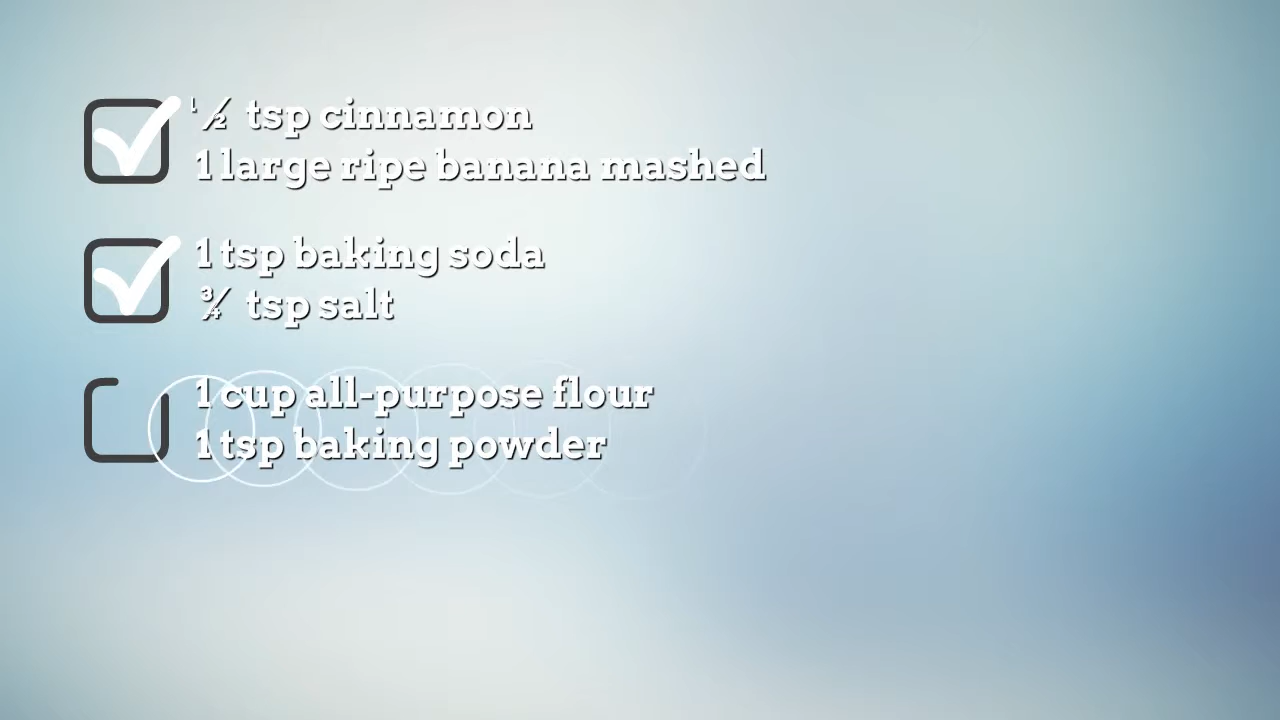 ½ tsp cinnamon
1 large ripe banana mashed
1 tsp baking soda
¾ tsp salt
1 cup all-purpose flour
1 tsp baking powder